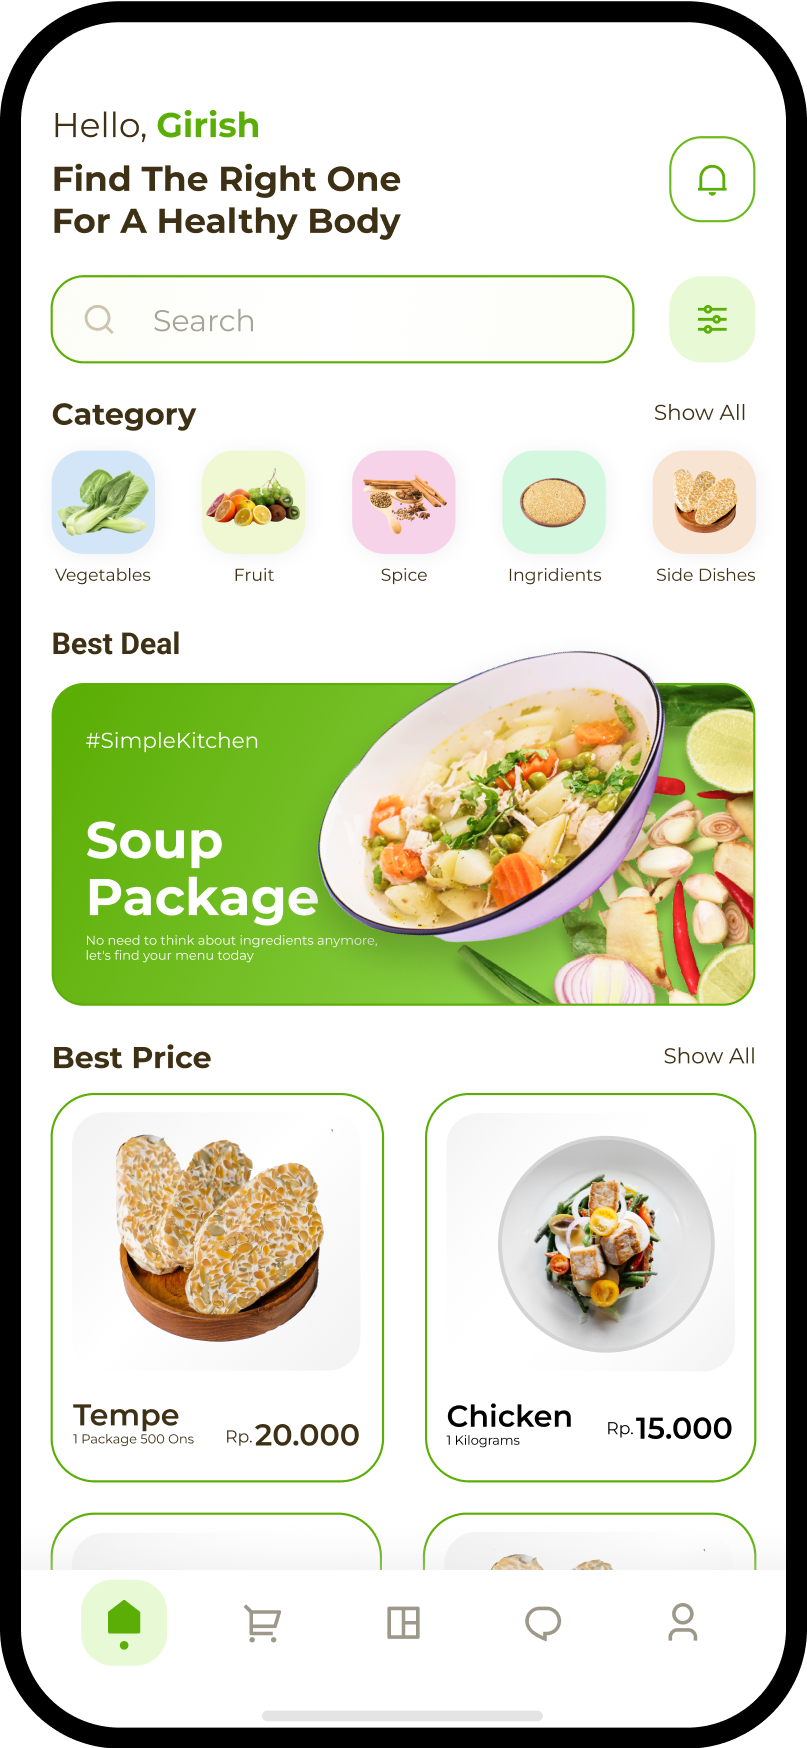 Hello, Girish
Find The Right One
For A Healthy Body
Search
Category
Show All
Vegetables
Fruit
Spice
Ingridients
Side Dishes
Best Deal
#SimpleKitchen
Soup
Package
No need to think about ingredients anymore,
let's find your menu today
Best Price
Show All
Tempe
1 Package 500 Ons
Rp.20.000
Chicken
1 Kilograms
Rp.15.000